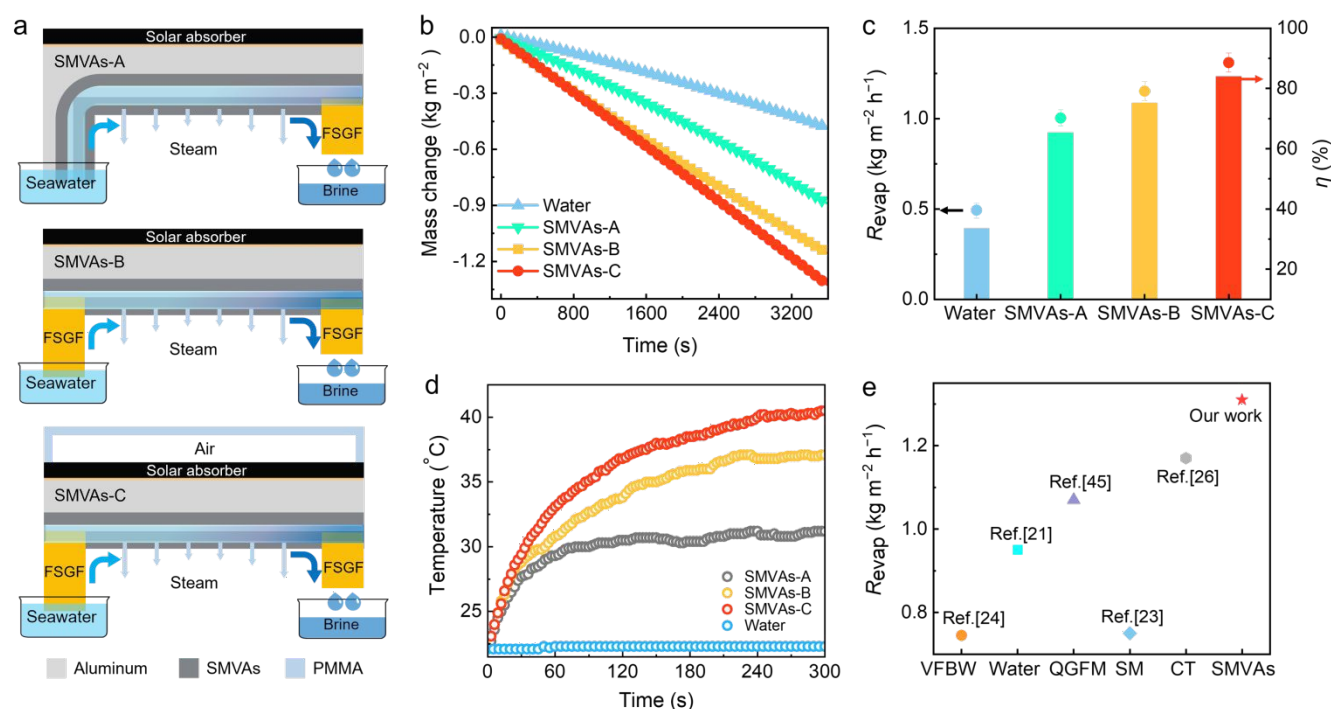 a
Solar absorber
SMVAs-A
FSGF
Steam
Seawater
Brine
Solar absorber
SMVAs-B
FSGF
FSGF
Steam
Seawater
Brine
Air
Solar absorber
SMVAs-C
FSGF
FSGF
Steam
Seawater
Brine
Aluminum
SMVAs
PMMA
b
Mass change (kg m⁻²)
0.0
-0.3
-0.6
-0.9
-1.2
Water
SMVAs-A
SMVAs-B
SMVAs-C
0 800 1600 2400 3200
Time (s)
c
Revap (kg m⁻² h⁻¹)
1.5
1.0
0.5
0.0
100
80
60
40
20
η (%)
Water SMVAs-A SMVAs-B SMVAs-C
d
Temperature (°C)
40
35
30
25
SMVAs-A
SMVAs-B
SMVAs-C
Water
0 60 120 180 240 300
Time (s)
e
Revap (kg m⁻² h⁻¹)
1.2
1.0
0.8
Our work
Ref.[26]
Ref.[45]
Ref.[21]
Ref.[24]
Ref.[23]
VFBW Water QGFM SM CT SMVAs